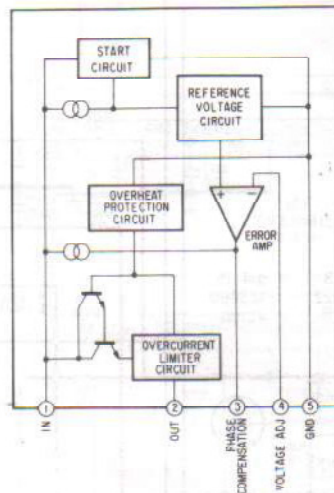 START
CIRCUIT
REFERENCE
VOLTAGE
CIRCUIT
OVERHEAT
PROTECTION
CIRCUIT
+
−
ERROR
AMP
OVERCURRENT
LIMITER
CIRCUIT
1
2
3
4
5
IN
OUT
PHASE
COMPENSATION
VOLTAGE ADJ
GND